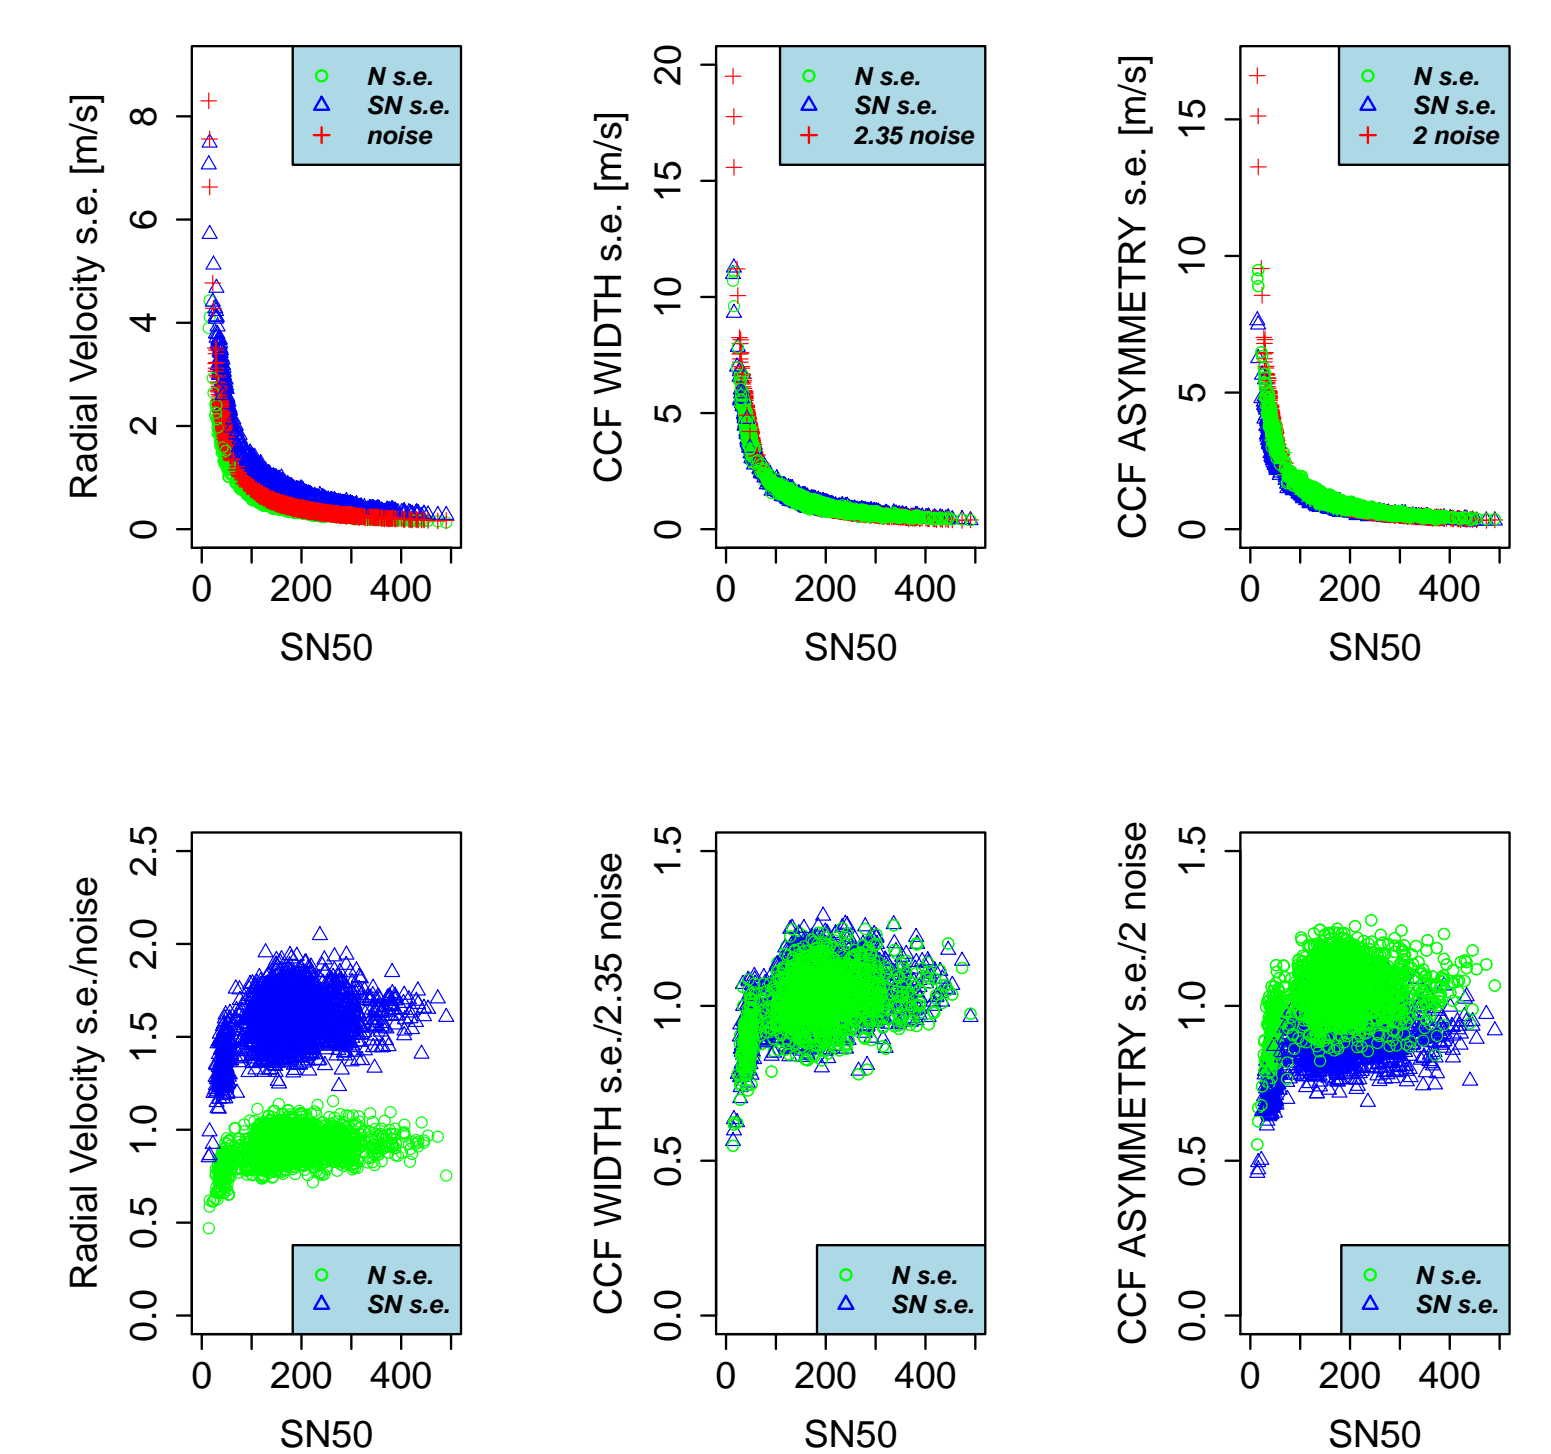 Radial Velocity s.e. [m/s]
0 2 4 6 8
0 200 400
SN50
N s.e.
SN s.e.
noise
CCF WIDTH s.e. [m/s]
0 5 10 15 20
0 200 400
SN50
N s.e.
SN s.e.
2.35 noise
CCF ASYMMETRY s.e. [m/s]
0 5 10 15
0 200 400
SN50
N s.e.
SN s.e.
2 noise
Radial Velocity s.e./noise
0.0 0.5 1.0 1.5 2.0 2.5
0 200 400
SN50
N s.e.
SN s.e.
CCF WIDTH s.e./2.35 noise
0.0 0.5 1.0 1.5
0 200 400
SN50
N s.e.
SN s.e.
CCF ASYMMETRY s.e./2 noise
0.0 0.5 1.0 1.5
0 200 400
SN50
N s.e.
SN s.e.